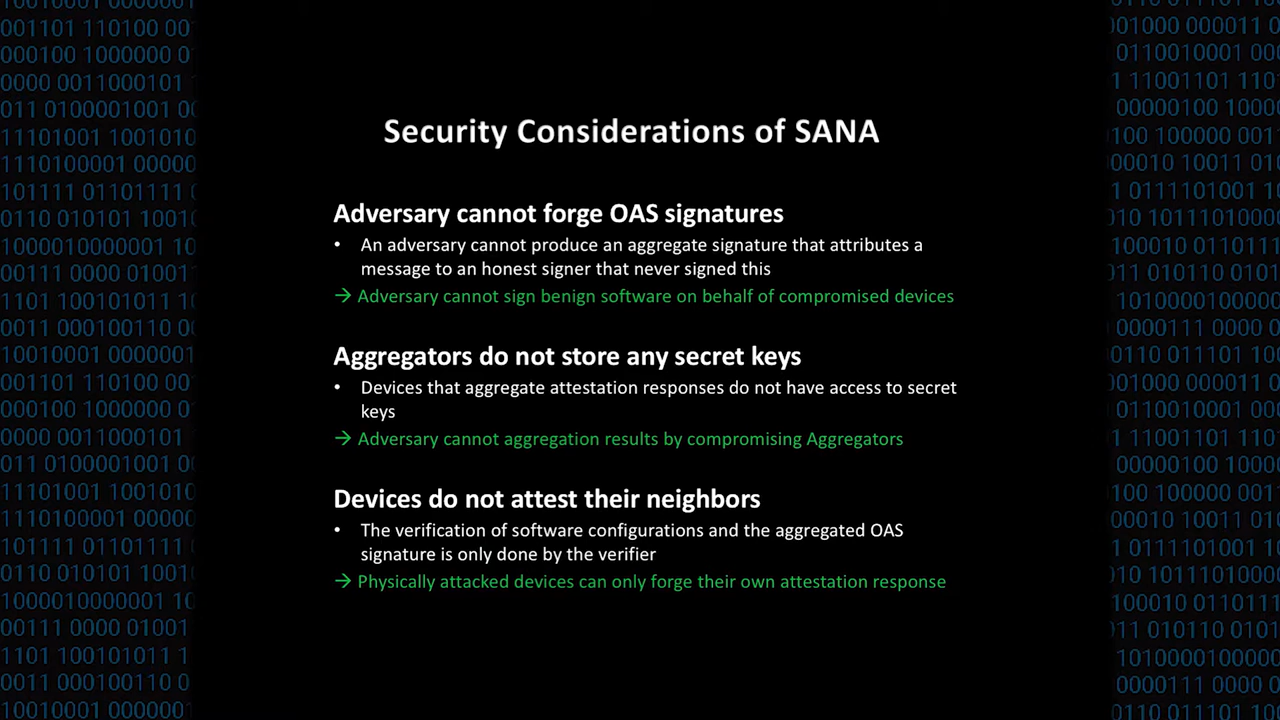 Security Considerations of SANA
Adversary cannot forge OAS signatures
• An adversary cannot produce an aggregate signature that attributes a
message to an honest signer that never signed this
→ Adversary cannot sign benign software on behalf of compromised devices
Aggregators do not store any secret keys
• Devices that aggregate attestation responses do not have access to secret
keys
→ Adversary cannot aggregation results by compromising Aggregators
Devices do not attest their neighbors
• The verification of software configurations and the aggregated OAS
signature is only done by the verifier
→ Physically attacked devices can only forge their own attestation response